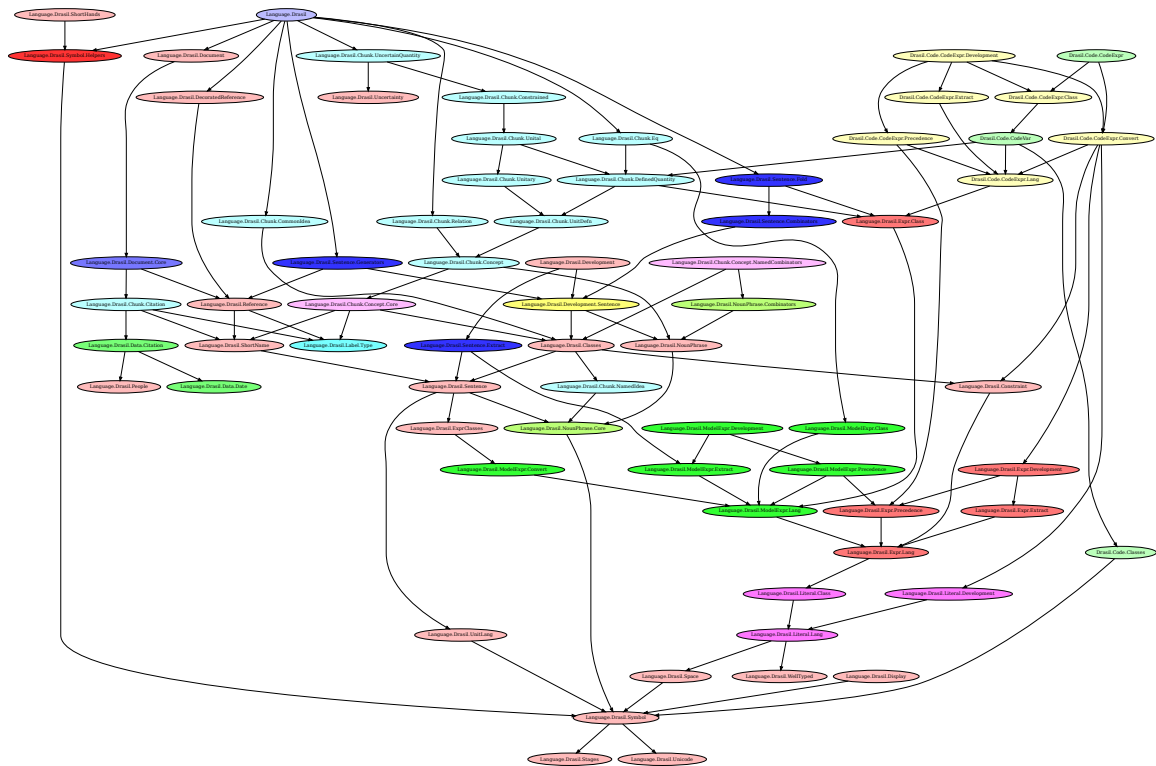 Language.Drasil.ShortHands
Language.Drasil
Language.Drasil.Symbol.Helpers
Language.Drasil.Document
Language.Drasil.Chunk.UncertainQuantity
Drasil.Code.CodeExpr.Development
Drasil.Code.CodeExpr
Language.Drasil.DecoratedReference
Language.Drasil.Uncertainty
Language.Drasil.Chunk.Constrained
Drasil.Code.CodeExpr.Extract
Drasil.Code.CodeExpr.Class
Language.Drasil.Chunk.Unital
Language.Drasil.Chunk.Eq
Drasil.Code.CodeExpr.Precedence
Drasil.Code.CodeVar
Drasil.Code.CodeExpr.Convert
Language.Drasil.Chunk.Unitary
Language.Drasil.Chunk.DefinedQuantity
Language.Drasil.Sentence.Fold
Drasil.Code.CodeExpr.Lang
Language.Drasil.Chunk.CommonIdea
Language.Drasil.Chunk.Relation
Language.Drasil.Chunk.UnitDefn
Language.Drasil.Sentence.Combinators
Language.Drasil.Expr.Class
Language.Drasil.Document.Core
Language.Drasil.Sentence.Generators
Language.Drasil.Chunk.Concept
Language.Drasil.Development
Language.Drasil.Chunk.Concept.NamedCombinators
Language.Drasil.Chunk.Citation
Language.Drasil.Reference
Language.Drasil.Chunk.Concept.Core
Language.Drasil.Development.Sentence
Language.Drasil.NounPhrase.Combinators
Language.Drasil.Data.Citation
Language.Drasil.ShortName
Language.Drasil.Label.Type
Language.Drasil.Sentence.Extract
Language.Drasil.Classes
Language.Drasil.NounPhrase
Language.Drasil.People
Language.Drasil.Data.Date
Language.Drasil.Sentence
Language.Drasil.Chunk.NamedIdea
Language.Drasil.Constraint
Language.Drasil.ExprClasses
Language.Drasil.NounPhrase.Core
Language.Drasil.ModelExpr.Development
Language.Drasil.ModelExpr.Class
Language.Drasil.ModelExpr.Convert
Language.Drasil.ModelExpr.Extract
Language.Drasil.ModelExpr.Precedence
Language.Drasil.Expr.Development
Language.Drasil.ModelExpr.Lang
Language.Drasil.Expr.Precedence
Language.Drasil.Expr.Extract
Language.Drasil.Expr.Lang
Drasil.Code.Classes
Language.Drasil.Literal.Class
Language.Drasil.Literal.Development
Language.Drasil.UnitLang
Language.Drasil.Literal.Lang
Language.Drasil.Space
Language.Drasil.WellTyped
Language.Drasil.Display
Language.Drasil.Symbol
Language.Drasil.Stages
Language.Drasil.Unicode